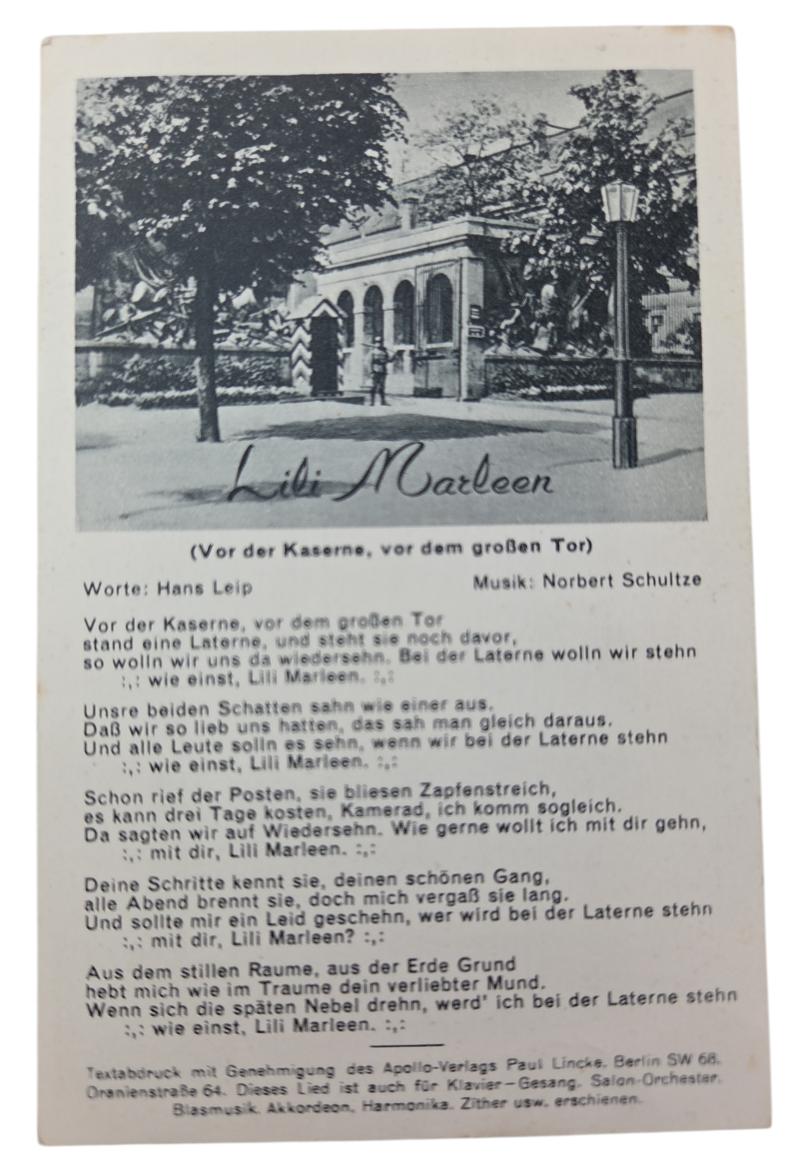 Lili Marleen
(Vor der Kaserne, vor dem großen Tor)
Worte: Hans Leip Musik: Norbert Schultze
Vor der Kaserne, vor dem großen Tor
stand eine Laterne, und steht sie noch davor,
so wolln wir uns da wiedersehn. Bei der Laterne wolln wir stehn
:,: wie einst, Lili Marleen. :,:
Unsre beiden Schatten sahn wie einer aus.
Daß wir so lieb uns hatten, das sah man gleich daraus.
Und alle Leute solln es sehn, wenn wir bei der Laterne stehn
:,: wie einst, Lili Marleen. :,:
Schon rief der Posten, sie bliesen Zapfenstreich,
es kann drei Tage kosten, Kamerad, ich komm sogleich.
Da sagten wir auf Wiedersehn. Wie gerne wollt ich mit dir gehn,
:,: mit dir, Lili Marleen. :,:
Deine Schritte kennt sie, deinen schönen Gang,
alle Abend brennt sie, doch mich vergaß sie lang.
Und sollte mir ein Leid geschehn, wer wird bei der Laterne stehn
:,: mit dir, Lili Marleen? :,:
Aus dem stillen Raume, aus der Erde Grund
hebt mich wie im Traume dein verliebter Mund.
Wenn sich die späten Nebel drehn, werd' ich bei der Laterne stehn
:,: wie einst, Lili Marleen. :,:
Textabdruck mit Genehmigung des Apollo-Verlags Paul Lincke, Berlin SW 68,
Oranienstraße 64. Dieses Lied ist auch für Klavier–Gesang, Salon-Orchester,
Blasmusik, Akkordeon, Harmonika, Zither usw. erschienen.